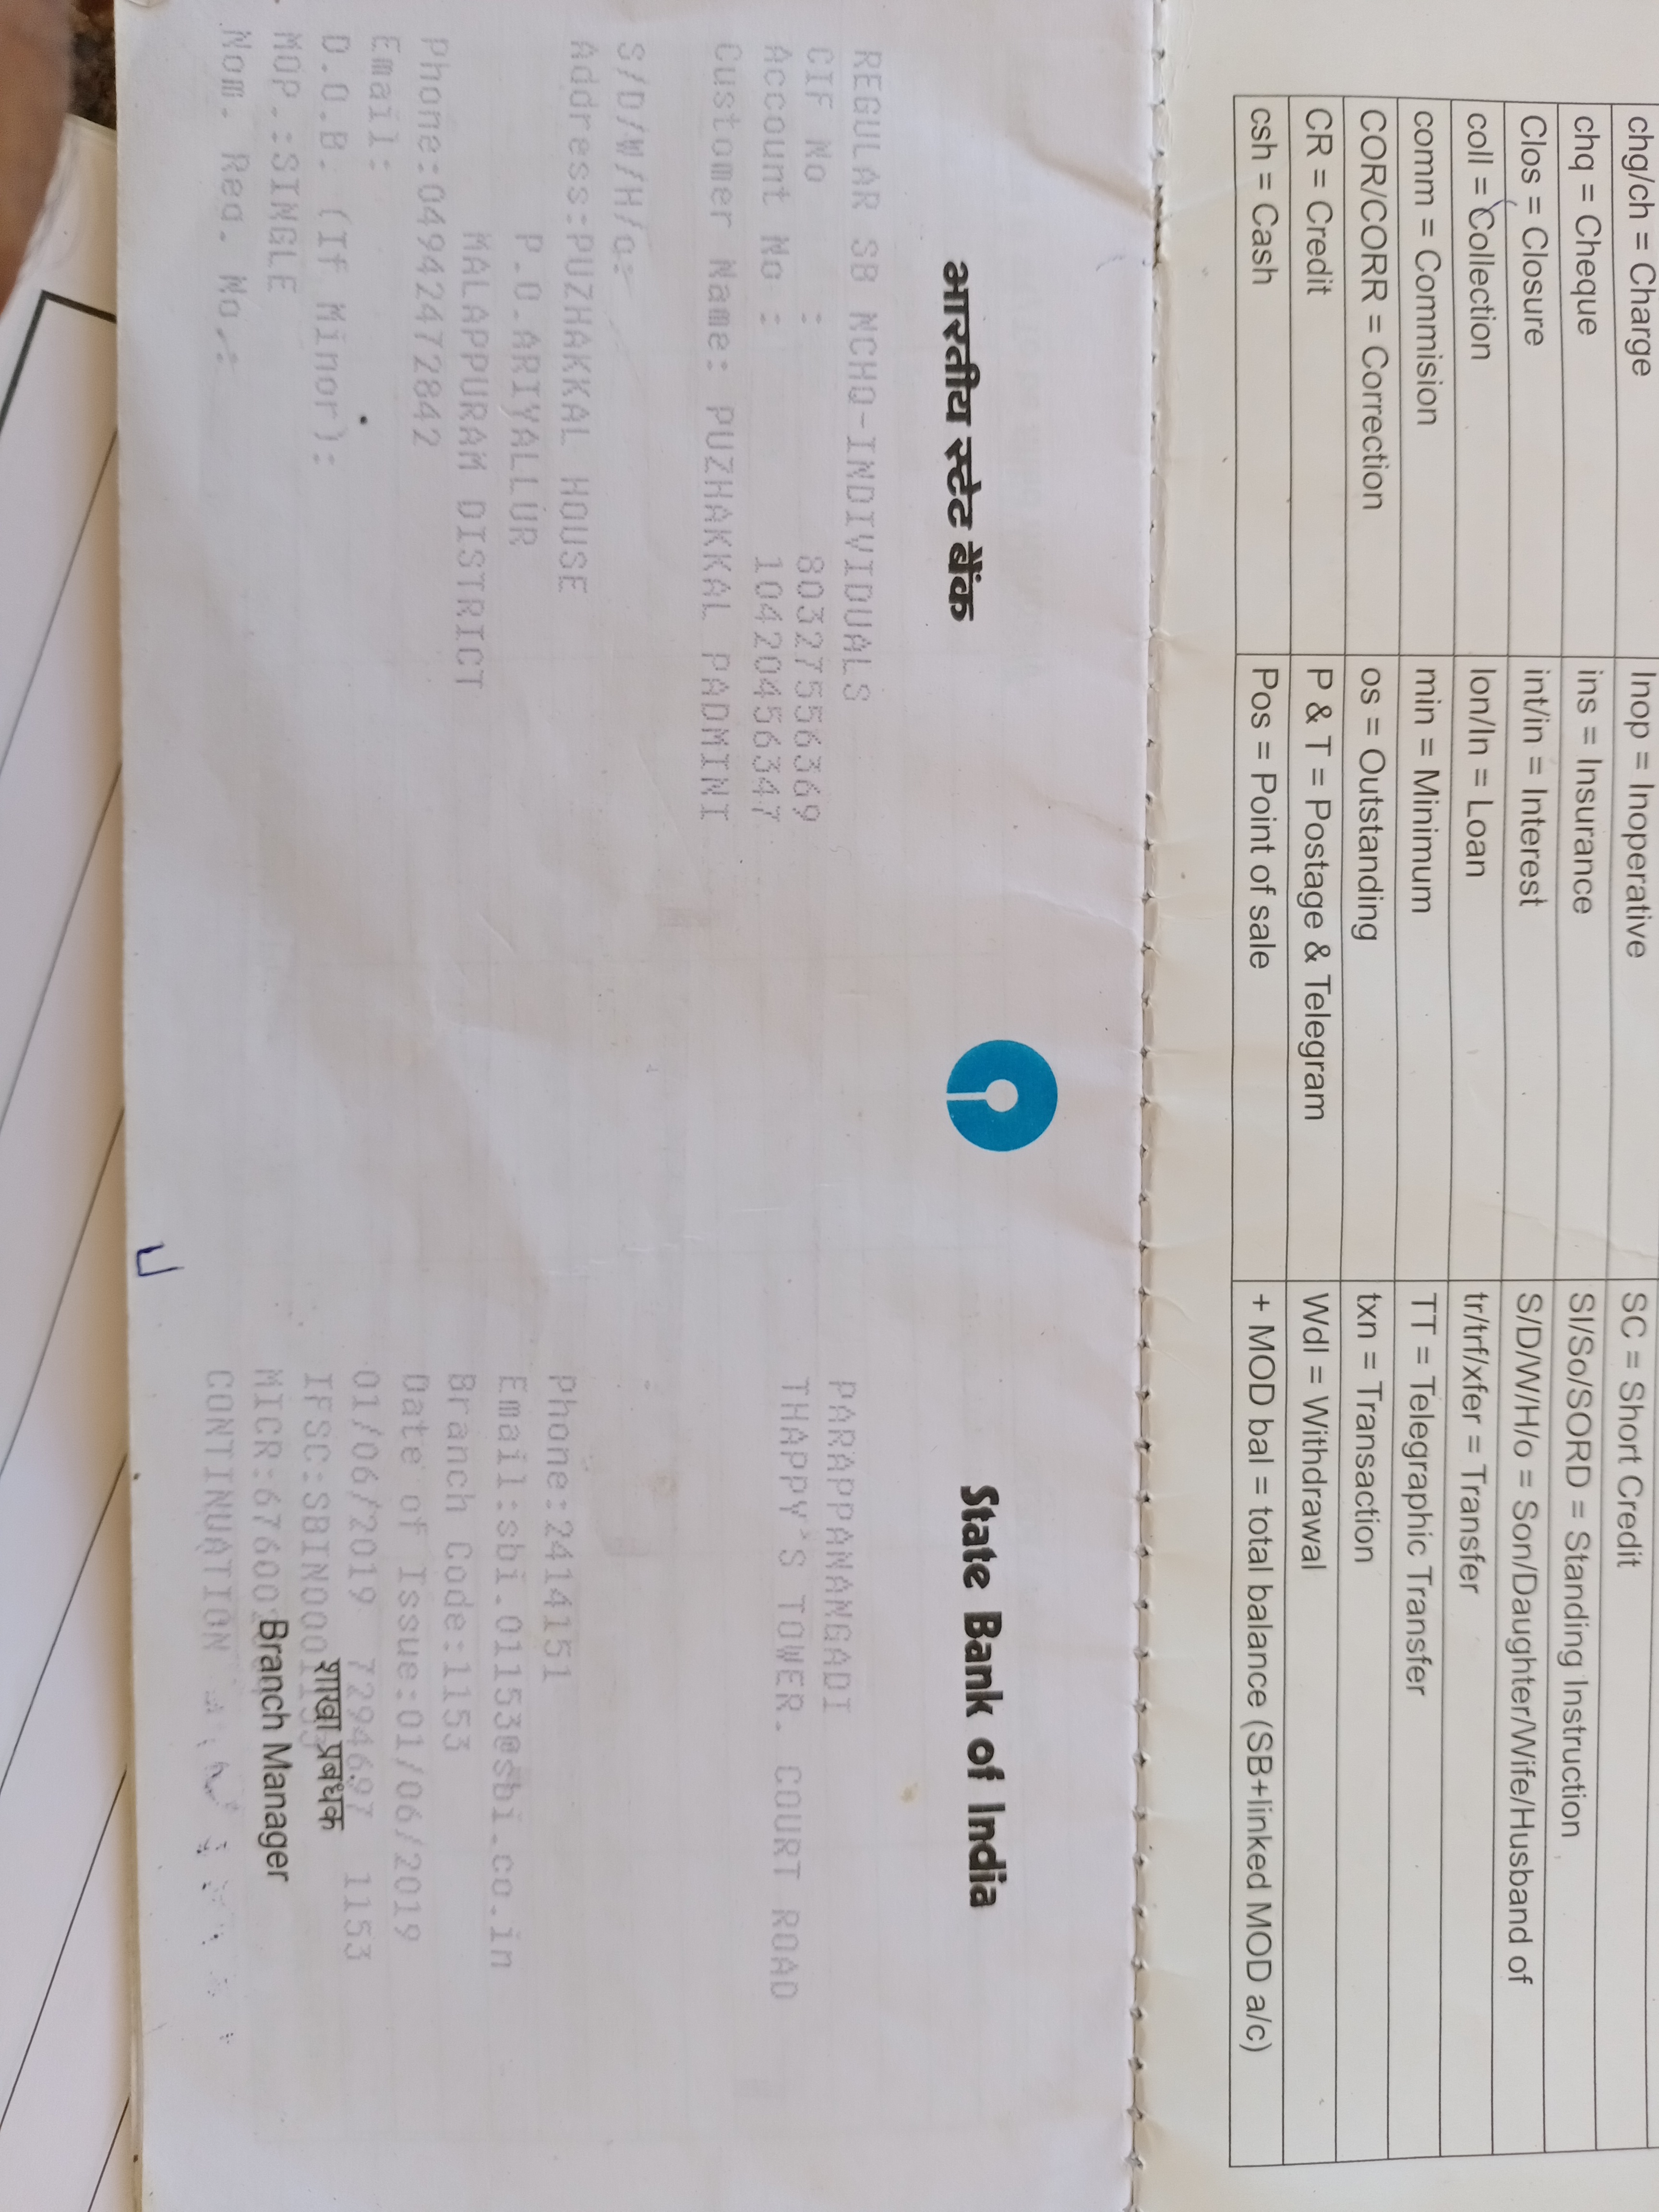 chg/ch = Charge Inop = Inoperative SC = Short Credit
chq = Cheque ins = Insurance SI/So/SORD = Standing Instruction
Clos = Closure int/in = Interest S/D/W/H/o = Son/Daughter/Wife/Husband of
coll = Collection lon/ln = Loan tr/trf/xfer = Transfer
comm = Commision min = Minimum TT = Telegraphic Transfer
COR/CORR = Correction os = Outstanding txn = Transaction
CR = Credit P & T = Postage & Telegram Wdl = Withdrawal
csh = Cash Pos = Point of sale + MOD bal = total balance (SB+linked MOD a/c)
भारतीय स्टेट बैंक State Bank of India
REGULAR SB NCHQ-INDIVIDUALS
CIF No : 80327556369
Account No : 10420456347
Customer Name: PUZHAKKAL PADMINI
S/D/W/H/o:
Address:PUZHAKKAL HOUSE
P.O.ARIYALLUR
MALAPPURAM DISTRICT
Phone:04942472842
Email:
D.O.B. (If Minor):
MOP.:SINGLE
Nom. Reg. No.:
PARAPPANANGADI
THAPPY'S TOWER. COURT ROAD
Phone:2414151
Email:sbi.01153@sbi.co.in
Branch Code:1153
Date of Issue:01/06/2019
01/06/2019 7294697 1153
शाखा प्रबंधक
Branch Manager
CONTINUATION